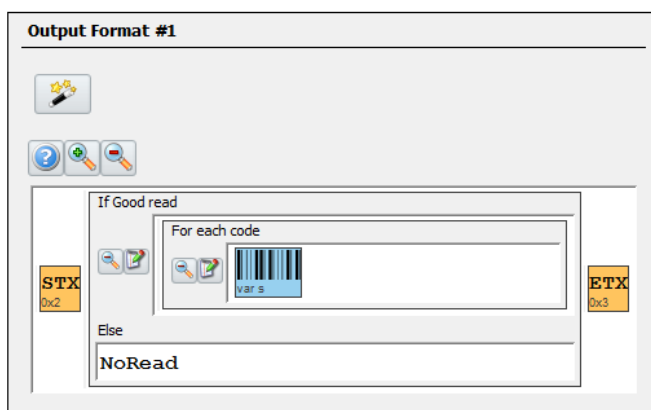 Output Format #1
If Good read
For each code
var s
STX
0x2
ETX
0x3
Else
NoRead